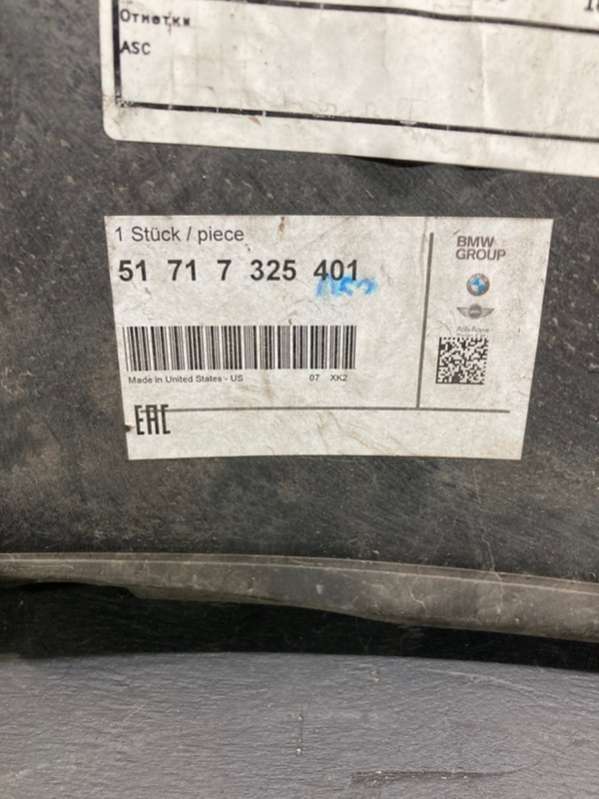 Отметки
ASC
1 Stück / piece
51 71 7 325 401
BMW
GROUP
Made in United States - US 07 XK2
EAC